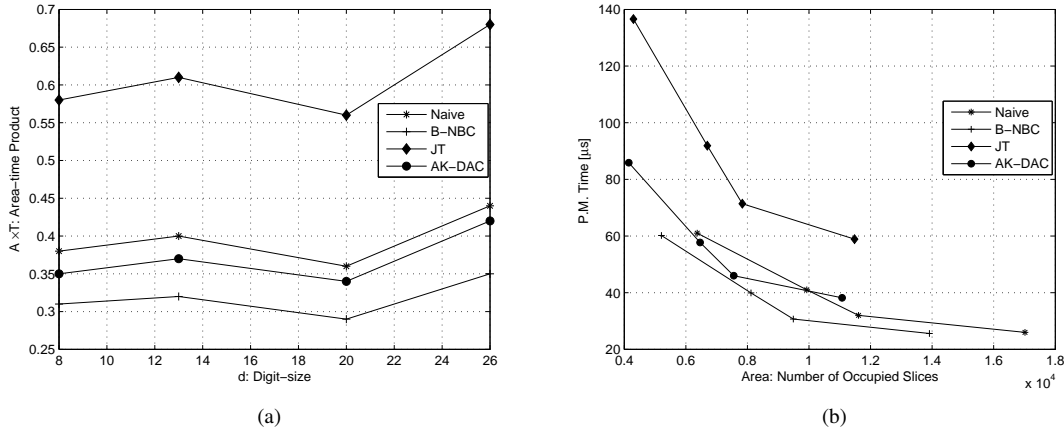 0.7
0.65
0.6
0.55
0.5
0.45
0.4
0.35
0.3
0.25
8 10 12 14 16 18 20 22 24 26
d: Digit−size
A ×T: Area−time Product
Naive
B−NBC
JT
AK−DAC
(a)
140
120
100
80
60
40
20
0.4 0.6 0.8 1 1.2 1.4 1.6 1.8
x 10^4
Area: Number of Occupied Slices
P.M. Time [µs]
Naive
B−NBC
JT
AK−DAC
(b)